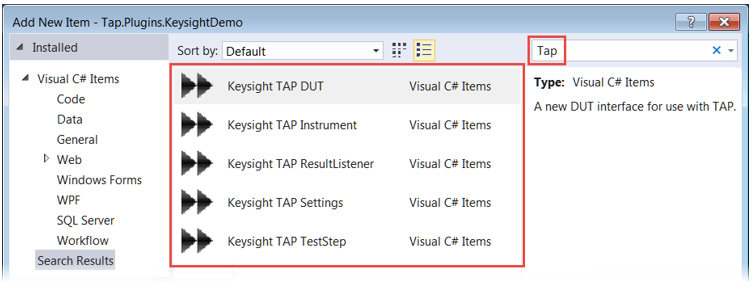 Add New Item - Tap.Plugins.KeysightDemo
Installed
Sort by: Default
Tap
Visual C# Items
Code
Data
General
Web
Windows Forms
WPF
SQL Server
Workflow
Search Results
Keysight TAP DUT Visual C# Items
Keysight TAP Instrument Visual C# Items
Keysight TAP ResultListener Visual C# Items
Keysight TAP Settings Visual C# Items
Keysight TAP TestStep Visual C# Items
Type: Visual C# Items
A new DUT interface for use with TAP.